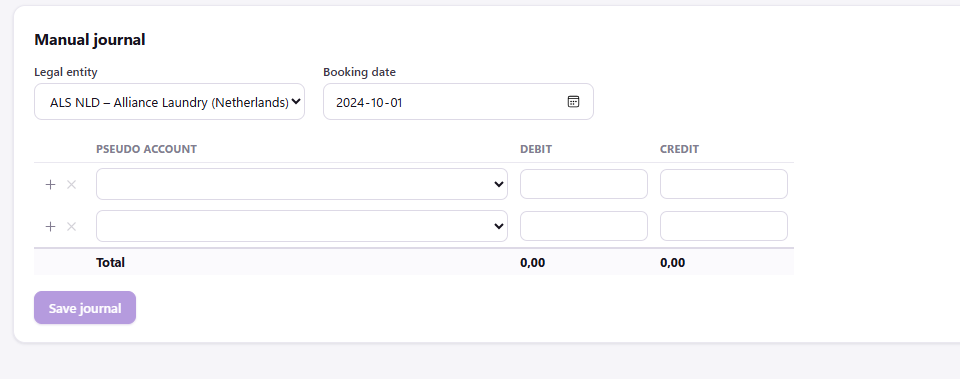 Manual journal
Legal entity Booking date
ALS NLD – Alliance Laundry (Netherlands) 2024-10-01
PSEUDO ACCOUNT DEBIT CREDIT
+ ×
+ ×
Total 0,00 0,00
Save journal